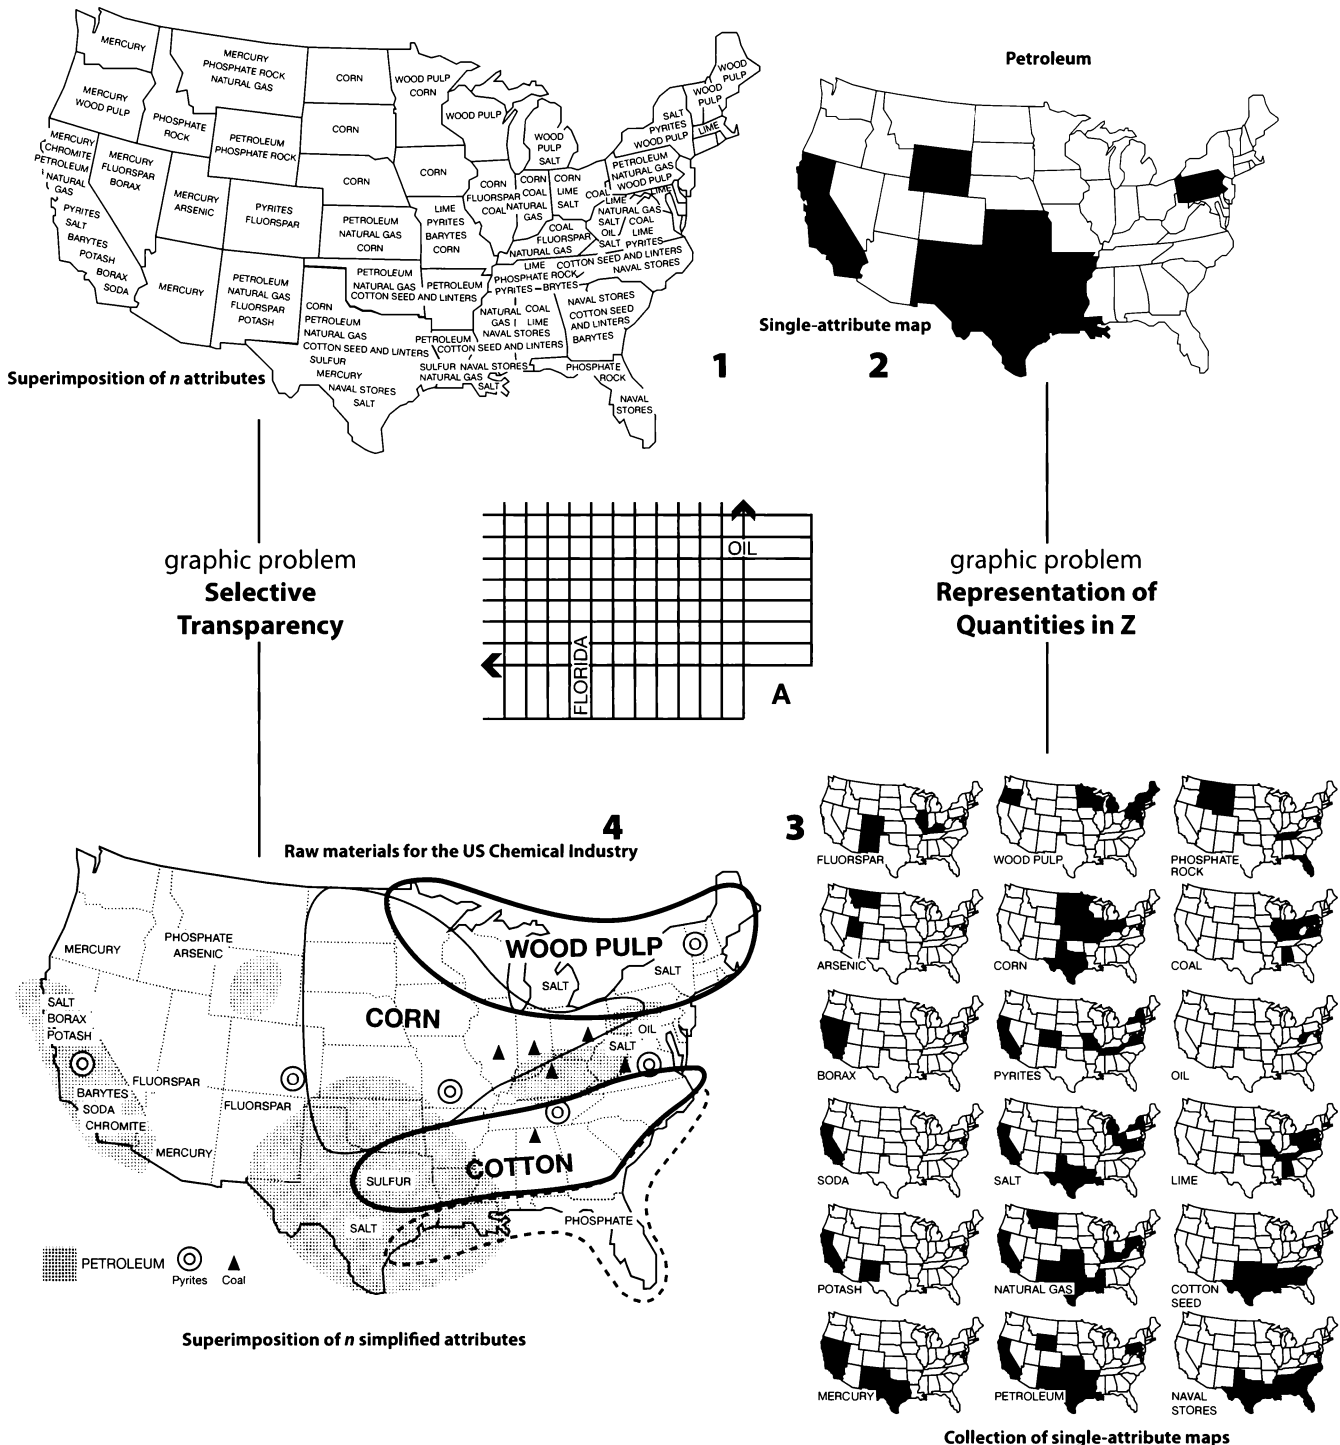 MERCURY
MERCURY
PHOSPHATE ROCK
NATURAL GAS
CORN
WOOD PULP
CORN
WOOD
PULP
WOOD
PULP
MERCURY
WOOD PULP
PHOSPHATE
ROCK
PETROLEUM
PHOSPHATE ROCK
CORN
WOOD PULP
WOOD
PULP
SALT
SALT
PYRITES
WOOD PULP
LIME
MERCURY
CHROMITE
PETROLEUM
NATURAL
GAS
PYRITES
SALT
BARYTES
POTASH
BORAX
SODA
MERCURY
FLUORSPAR
BORAX
MERCURY
ARSENIC
PYRITES
FLUORSPAR
CORN
CORN
CORN
FLUORSPAR
COAL
CORN
COAL
NATURAL
GAS
CORN
LIME
SALT
PETROLEUM
NATURAL GAS
WOOD PULP
LIME
COAL
LIME
NATURAL GAS
SALT
COAL
OIL
LIME
SALT
PYRITES
PETROLEUM
NATURAL GAS
CORN
LIME
PYRITES
BARYTES
CORN
COAL
FLUORSPAR
NATURAL GAS
COTTON SEED AND LINTERS
NAVAL STORES
MERCURY
PETROLEUM
NATURAL GAS
FLUORSPAR
POTASH
PETROLEUM
NATURAL GAS
COTTON SEED AND LINTERS
PETROLEUM
LIME
PHOSPHATE ROCK
PYRITES
BRYTES
CORN
PETROLEUM
NATURAL GAS
COTTON SEED AND LINTERS
SULFUR
MERCURY
NAVAL STORES
SALT
PETROLEUM
SULFUR
NATURAL GAS
NATURAL
GAS
COAL
LIME
NAVAL STORES
COTTON SEED AND LINTERS
NAVAL STORES
SALT
NAVAL STORES
COTTON SEED
AND LINTERS
BARYTES
PHOSPHATE
ROCK
NAVAL
STORES
Superimposition of n attributes
1
Petroleum
Single-attribute map
2
graphic problem
Selective
Transparency
OIL
FLORIDA
A
graphic problem
Representation of
Quantities in Z
4
Raw materials for the US Chemical Industry
MERCURY
PHOSPHATE
ARSENIC
WOOD PULP
SALT
SALT
SALT
BORAX
POTASH
CORN
OIL
SALT
BARYTES
SODA
CHROMITE
FLUORSPAR
FLUORSPAR
MERCURY
COTTON
SULFUR
SALT
PHOSPHATE
PETROLEUM
Pyrites
Coal
Superimposition of n simplified attributes
3
FLUORSPAR
WOOD PULP
PHOSPHATE
ROCK
ARSENIC
CORN
COAL
BORAX
PYRITES
OIL
SODA
SALT
LIME
POTASH
NATURAL GAS
COTTON
SEED
MERCURY
PETROLEUM
NAVAL
STORES
Collection of single-attribute maps